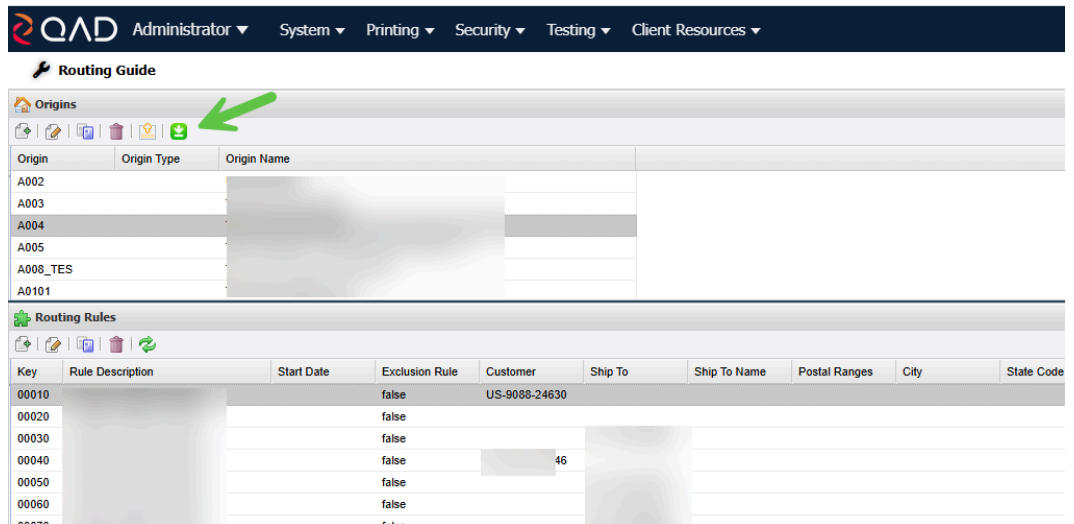 QAD Administrator ▼ System ▼ Printing ▼ Security ▼ Testing ▼ Client Resources ▼
Routing Guide
Origins
Origin Origin Type Origin Name
A002
A003
A004
A005
A008_TES
A0101
Routing Rules
Key Rule Description Start Date Exclusion Rule Customer Ship To Ship To Name Postal Ranges City State Code
00010 false US-9088-24630
00020 false
00030 false
00040 false 46
00050 false
00060 false